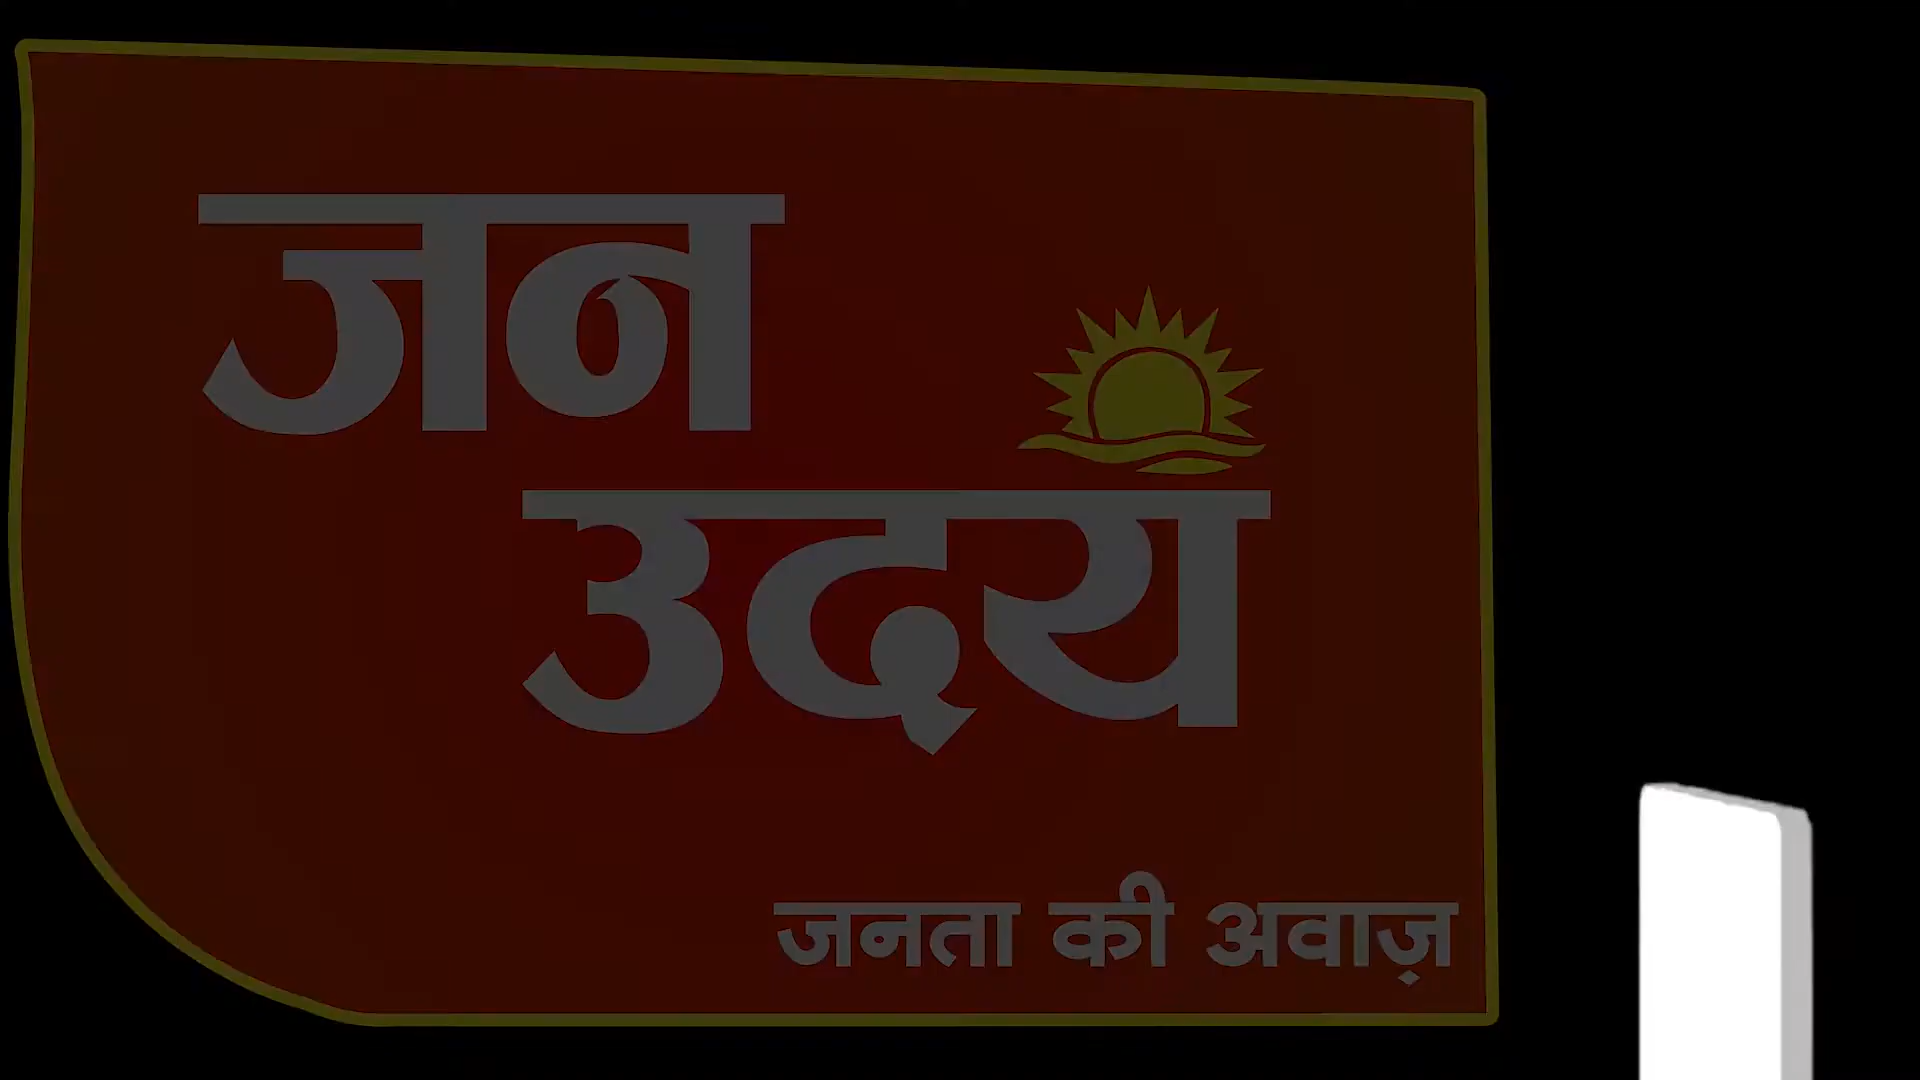 जन
उदय
जनता की अवाज़